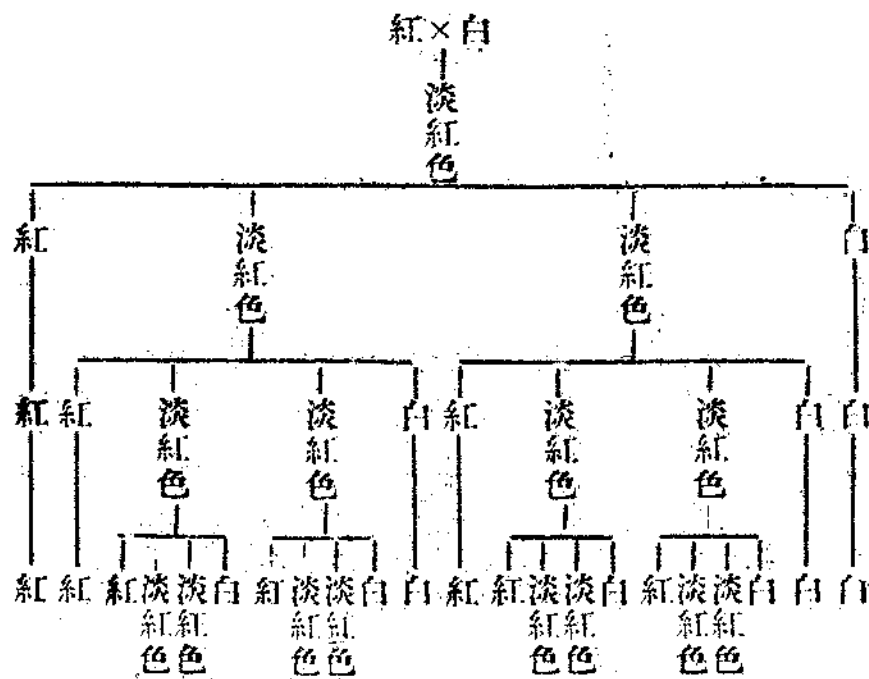 紅×白
淡紅色
紅 淡紅色 淡紅色 白
紅 紅 淡紅色 淡紅色 白 紅 淡紅色 淡紅色 白 白
紅 紅 紅 淡紅色 淡紅色 白 紅 淡紅色 淡紅色 白 白 紅 紅 淡紅色 淡紅色 白 紅 淡紅色 淡紅色 白 白 白